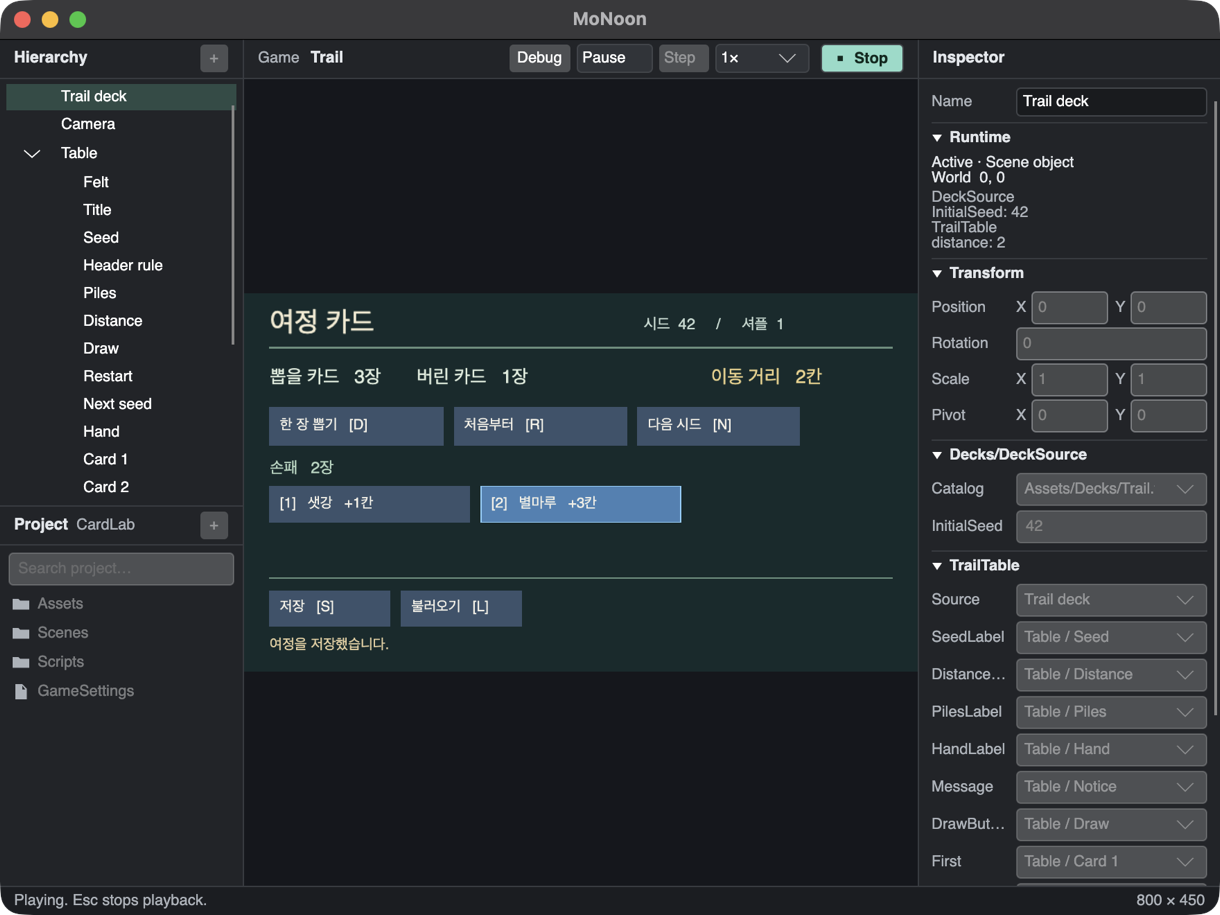 MoNoon
Hierarchy +
Trail deck
Camera
Table
Felt
Title
Seed
Header rule
Piles
Distance
Draw
Restart
Next seed
Hand
Card 1
Card 2
Project CardLab +
Search project...
Assets
Scenes
Scripts
GameSettings
Game Trail Debug Pause Step 1× Stop
여정 카드 시드 42 / 셔플 1
뽑을 카드 3장 버린 카드 1장 이동 거리 2칸
한 장 뽑기 [D] 처음부터 [R] 다음 시드 [N]
손패 2장
[1] 샛강 +1칸 [2] 별마루 +3칸
저장 [S] 불러오기 [L]
여정을 저장했습니다.
Inspector
Name Trail deck
Runtime
Active · Scene object
World 0, 0
DeckSource
InitialSeed: 42
TrailTable
distance: 2
Transform
Position X 0 Y 0
Rotation 0
Scale X 1 Y 1
Pivot X 0 Y 0
Decks/DeckSource
Catalog Assets/Decks/Trail.
InitialSeed 42
TrailTable
Source Trail deck
SeedLabel Table / Seed
Distance... Table / Distance
PilesLabel Table / Piles
HandLabel Table / Hand
Message Table / Notice
DrawBut... Table / Draw
First Table / Card 1
Playing. Esc stops playback. 800 × 450